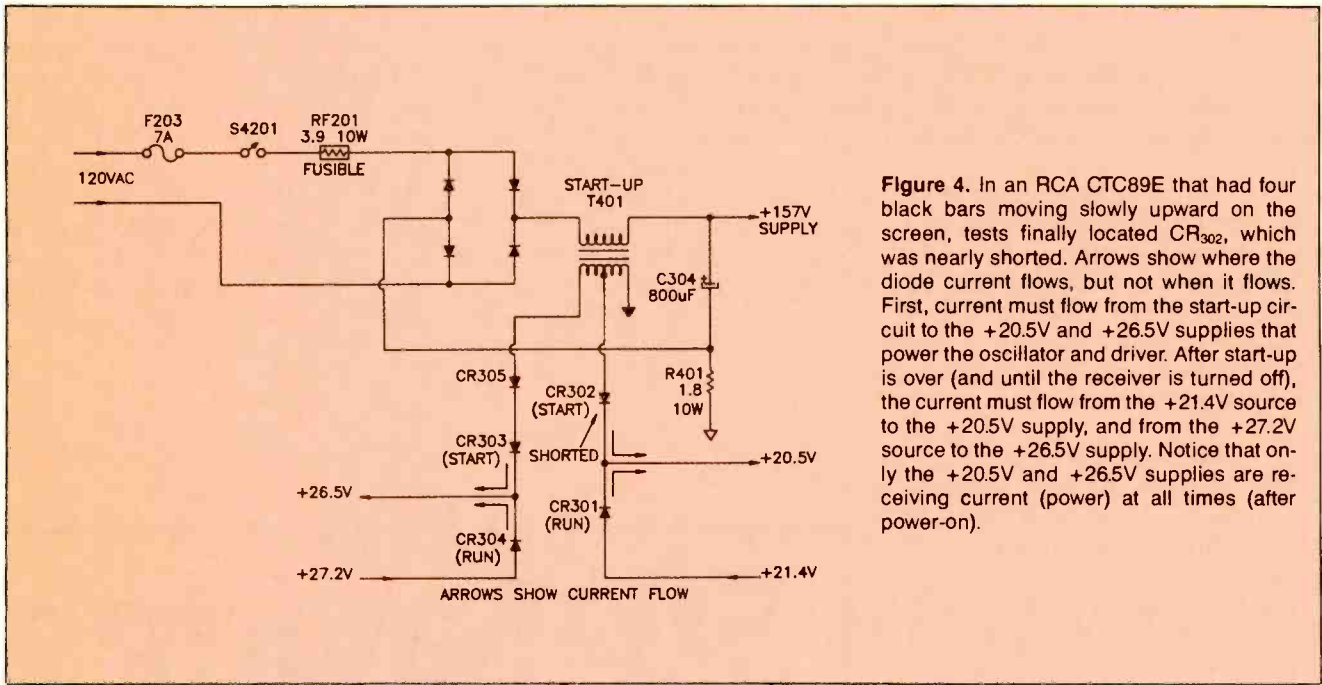 F203
7A
S4201
RF201
3.9 10W
FUSIBLE
120VAC
START-UP
T401
+157V
SUPPLY
C304
+
800uF
R401
1.8
10W
CR305
CR302
(START)
CR303
(START)
SHORTED
+20.5V
+26.5V
CR301
(RUN)
CR304
(RUN)
+27.2V
+21.4V
ARROWS SHOW CURRENT FLOW
Figure 4. In an RCA CTC89E that had four
black bars moving slowly upward on the
screen, tests finally located CR302, which
was nearly shorted. Arrows show where the
diode current flows, but not when it flows.
First, current must flow from the start-up cir-
cuit to the +20.5V and +26.5V supplies that
power the oscillator and driver. After start-up
is over (and until the receiver is turned off),
the current must flow from the +21.4V source
to the +20.5V supply, and from the +27.2V
source to the +26.5V supply. Notice that on-
ly the +20.5V and +26.5V supplies are re-
ceiving current (power) at all times (after
power-on).